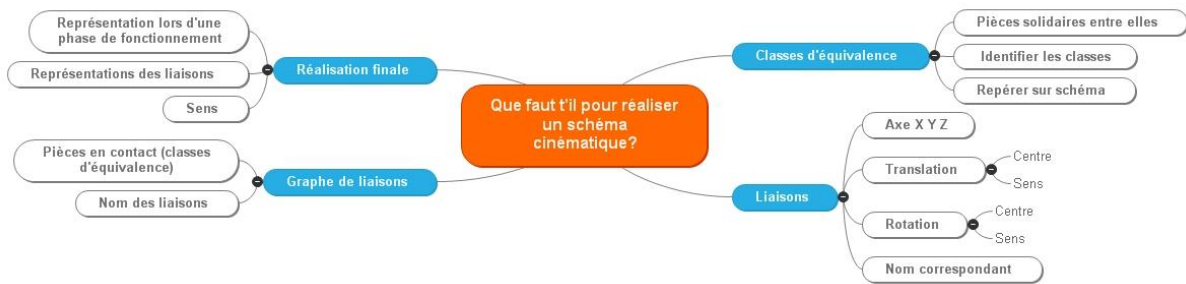 Que faut t'il pour réaliser
un schéma
cinématique?
Classes d'équivalence
Pièces solidaires entre elles
Identifier les classes
Repérer sur schéma
Liaisons
Axe X Y Z
Translation
Centre
Sens
Rotation
Centre
Sens
Nom correspondant
Réalisation finale
Représentation lors d'une
phase de fonctionnement
Représentations des liaisons
Sens
Graphe de liaisons
Pièces en contact (classes
d'équivalence)
Nom des liaisons